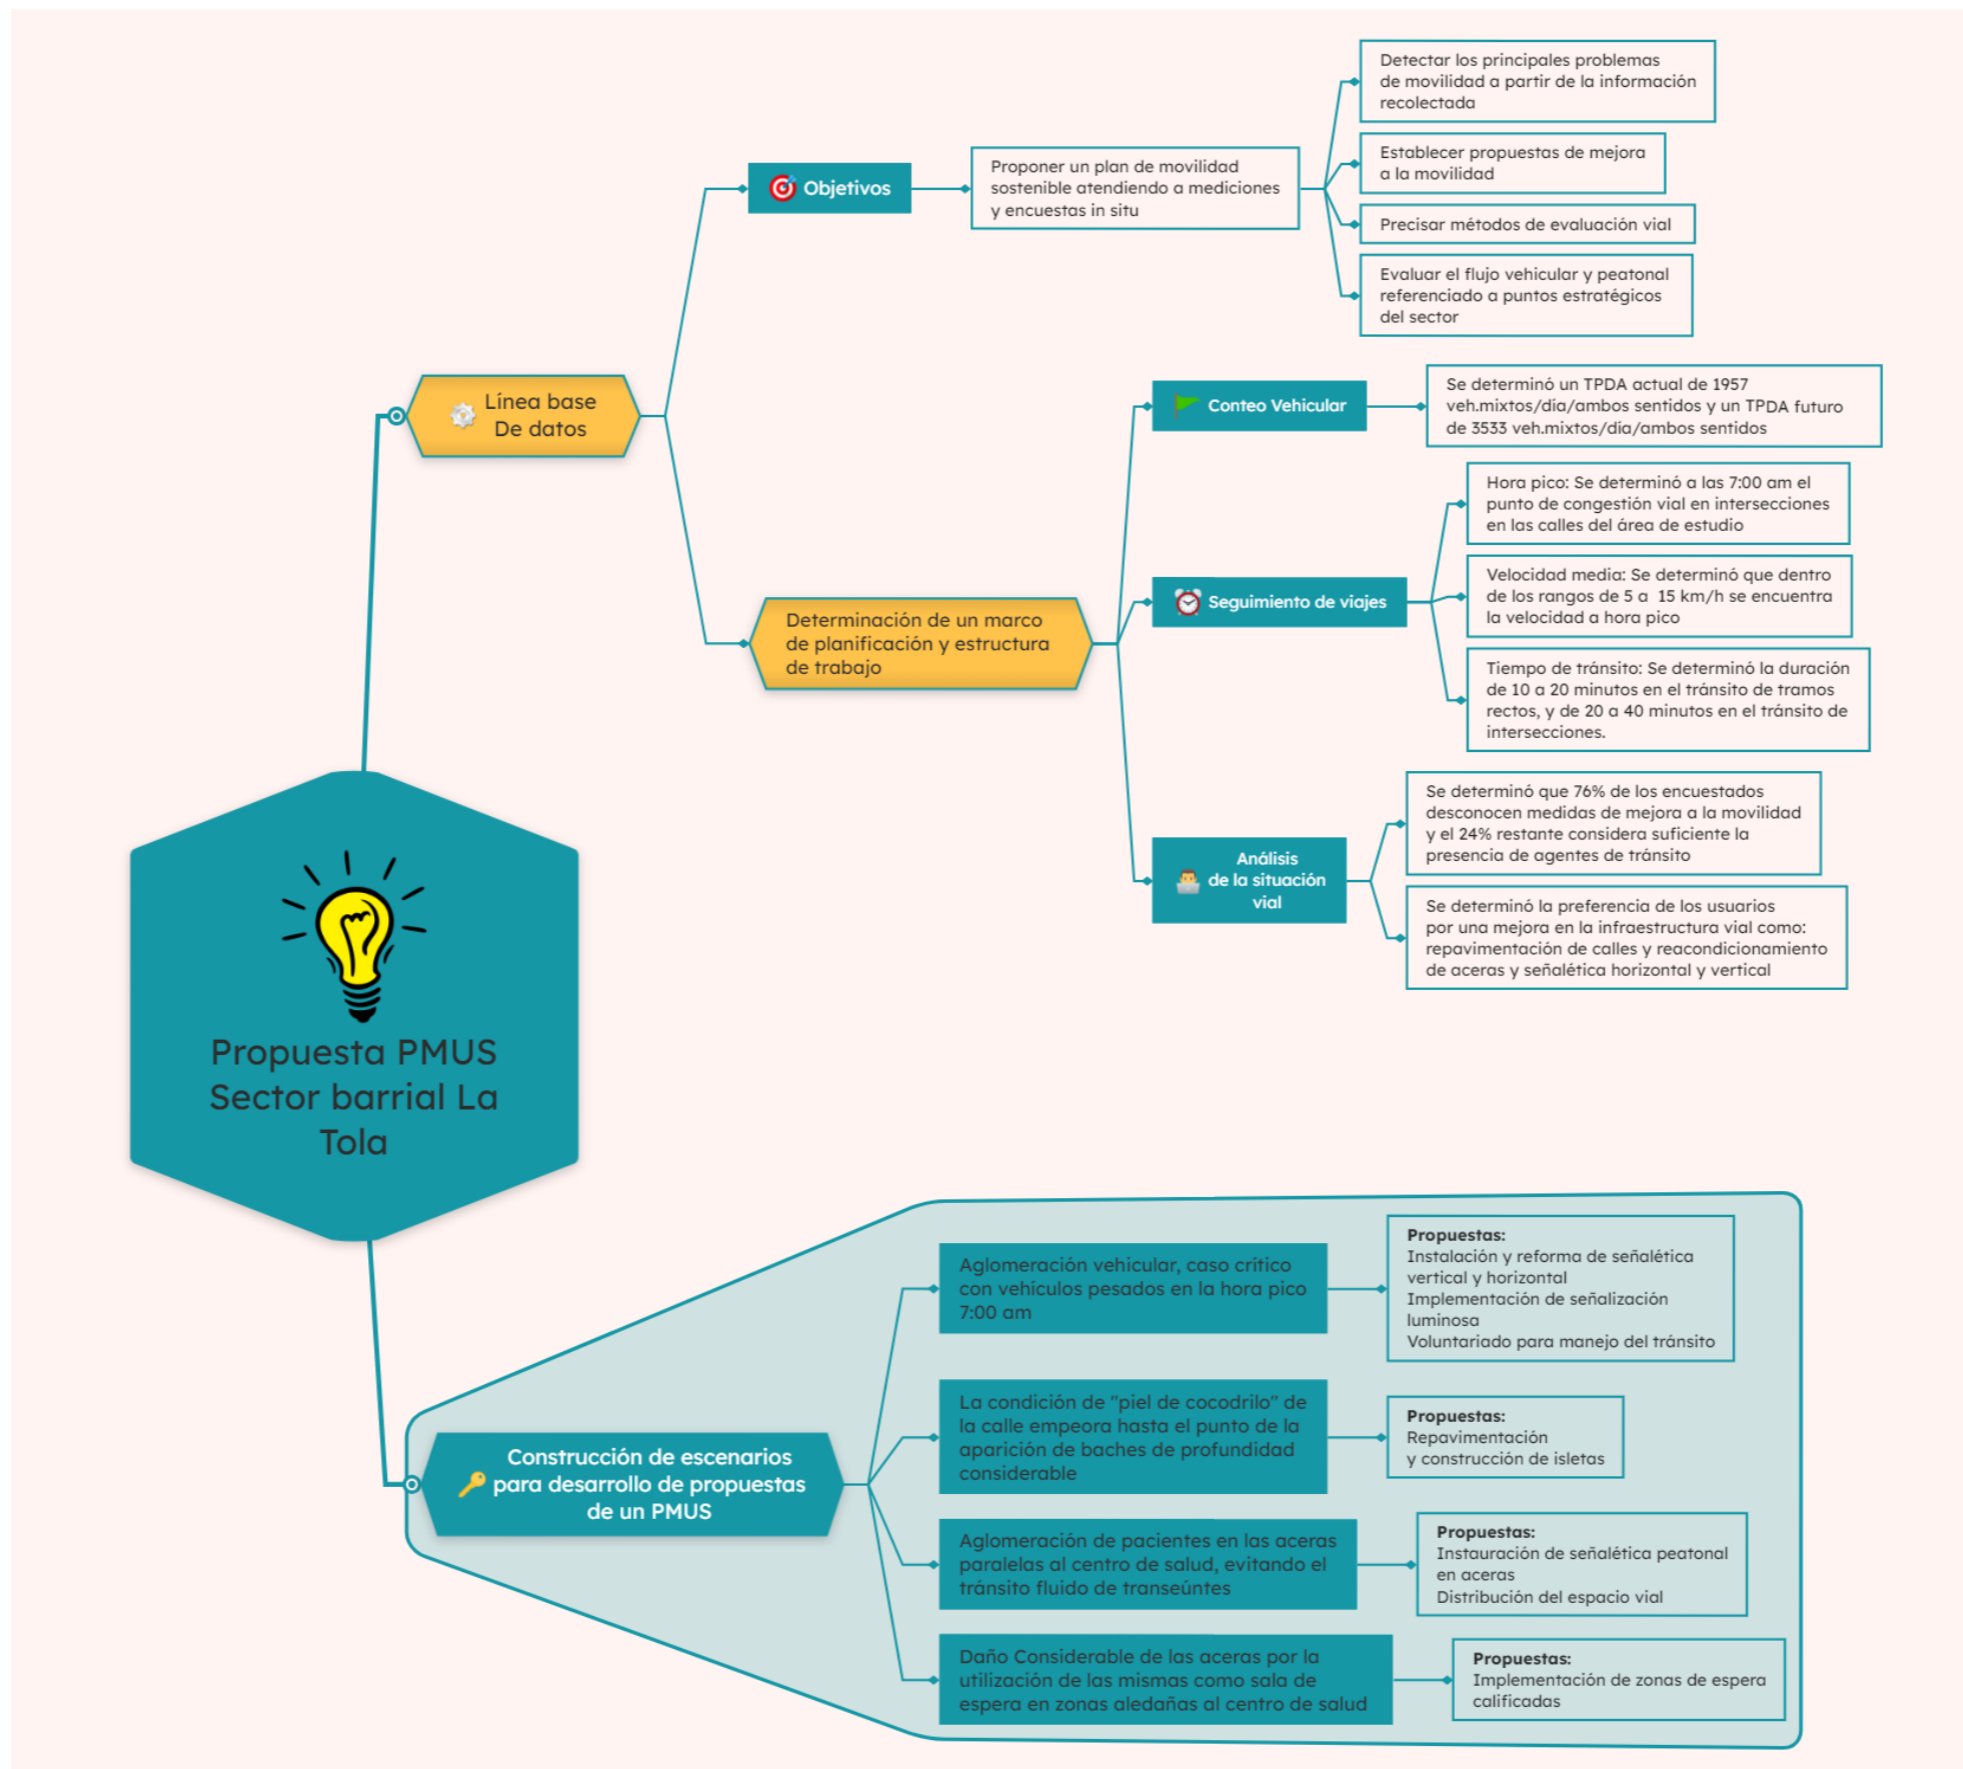 Propuesta PMUS
Sector barrial La
Tola
Línea base
De datos
Objetivos
Proponer un plan de movilidad
sostenible atendiendo a mediciones
y encuestas in situ
Detectar los principales problemas
de movilidad a partir de la información
recolectada
Establecer propuestas de mejora
a la movilidad
Precisar métodos de evaluación vial
Evaluar el flujo vehicular y peatonal
referenciado a puntos estratégicos
del sector
Determinación de un marco
de planificación y estructura
de trabajo
Conteo Vehicular
Se determinó un TPDA actual de 1957
veh.mixtos/día/ambos sentidos y un TPDA futuro
de 3533 veh.mixtos/día/ambos sentidos
Seguimiento de viajes
Hora pico: Se determinó a las 7:00 am el
punto de congestión vial en intersecciones
en las calles del área de estudio
Velocidad media: Se determinó que dentro
de los rangos de 5 a 15 km/h se encuentra
la velocidad a hora pico
Tiempo de tránsito: Se determinó la duración
de 10 a 20 minutos en el tránsito de tramos
rectos, y de 20 a 40 minutos en el tránsito de
intersecciones.
Análisis
de la situación
vial
Se determinó que 76% de los encuestados
desconocen medidas de mejora a la movilidad
y el 24% restante considera suficiente la
presencia de agentes de tránsito
Se determinó la preferencia de los usuarios
por una mejora en la infraestructura vial como:
repavimentación de calles y reacondicionamiento
de aceras y señalética horizontal y vertical
Construcción de escenarios
para desarrollo de propuestas
de un PMUS
Aglomeración vehicular, caso crítico
con vehículos pesados en la hora pico
7:00 am
Propuestas:
Instalación y reforma de señalética
vertical y horizontal
Implementación de señalización
luminosa
Voluntariado para manejo del tránsito
La condición de "piel de cocodrilo" de
la calle empeora hasta el punto de la
aparición de baches de profundidad
considerable
Propuestas:
Repavimentación
y construcción de isletas
Aglomeración de pacientes en las aceras
paralelas al centro de salud, evitando el
tránsito fluido de transeúntes
Propuestas:
Instauración de señalética peatonal
en aceras
Distribución del espacio vial
Daño Considerable de las aceras por la
utilización de las mismas como sala de
espera en zonas aledañas al centro de salud
Propuestas:
Implementación de zonas de espera
calificadas